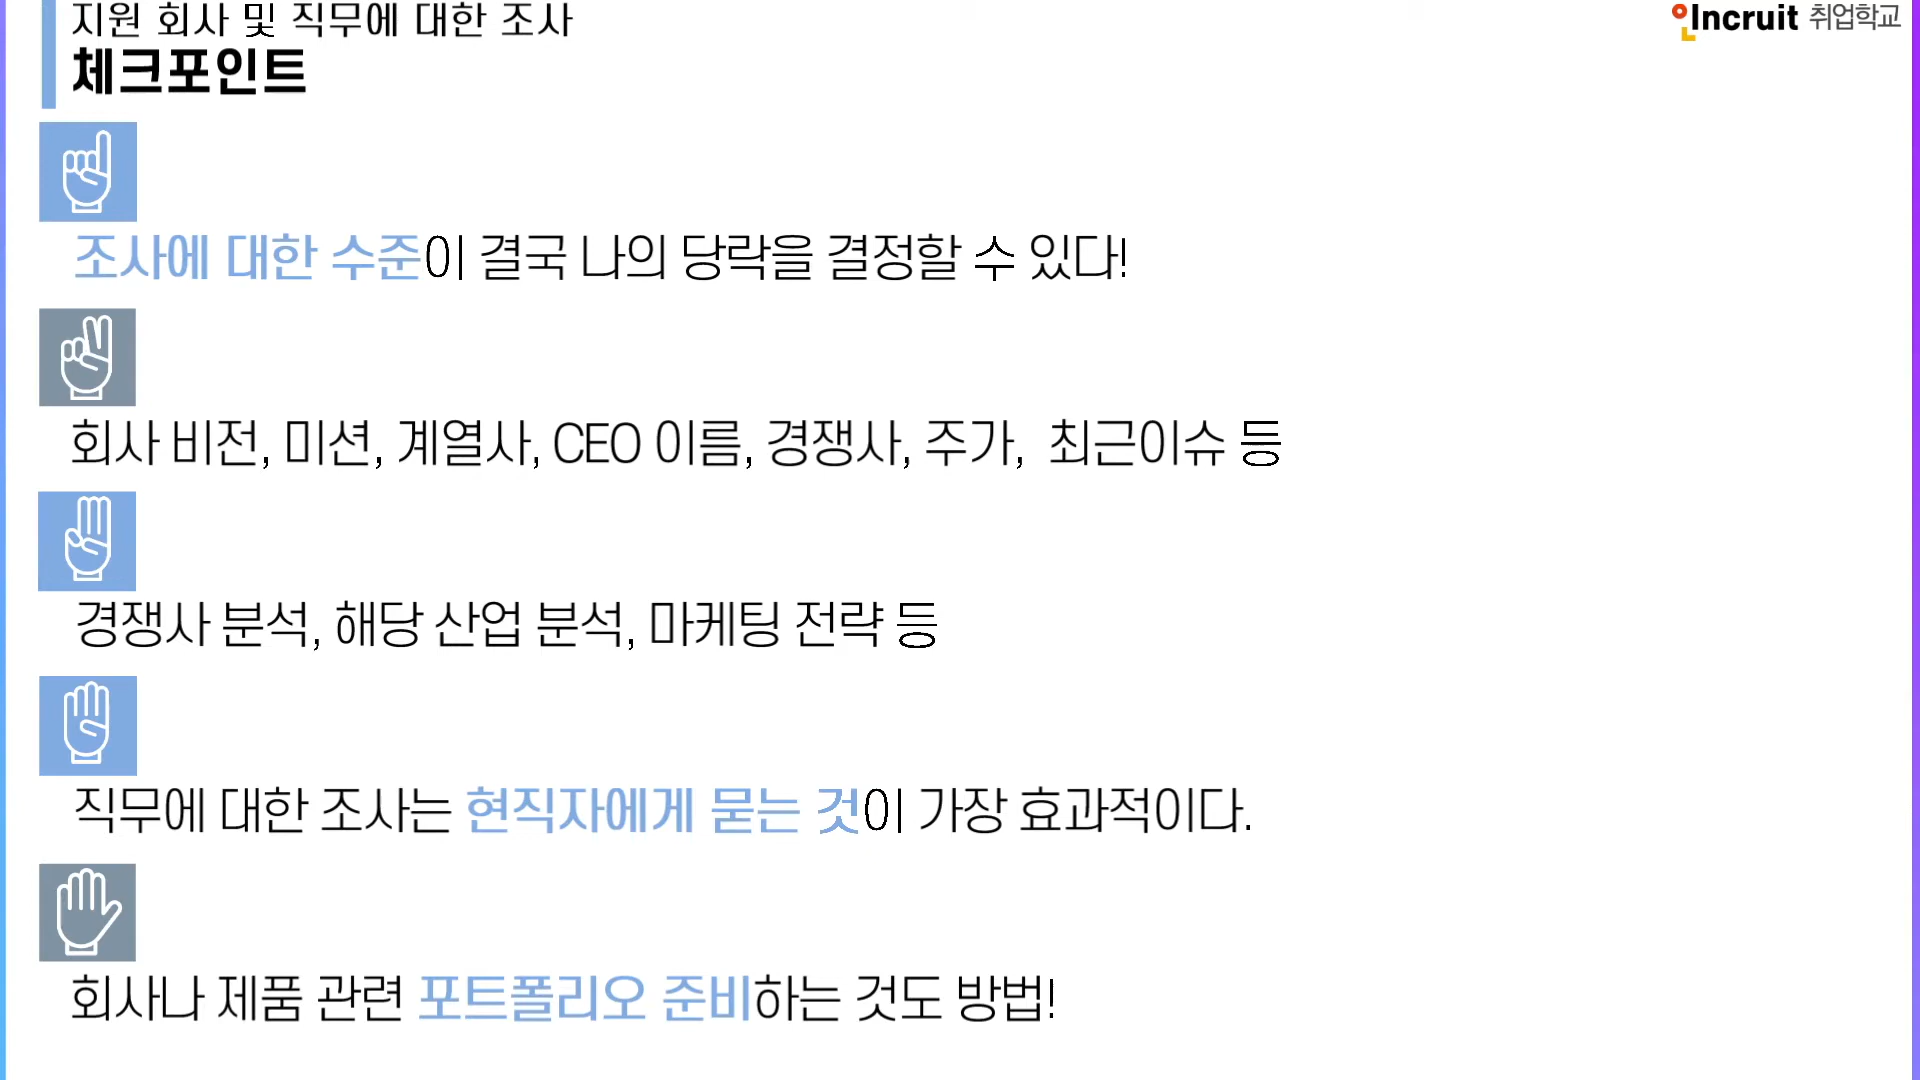 지원 회사 및 직무에 대한 조사
Incruit 취업학교
체크포인트
조사에 대한 수준이 결국 나의 당락을 결정할 수 있다!
회사 비전, 미션, 계열사, CEO 이름, 경쟁사, 주가, 최근이슈 등
경쟁사 분석, 해당 산업 분석, 마케팅 전략 등
직무에 대한 조사는 현직자에게 묻는 것이 가장 효과적이다.
회사나 제품 관련 포트폴리오 준비하는 것도 방법!